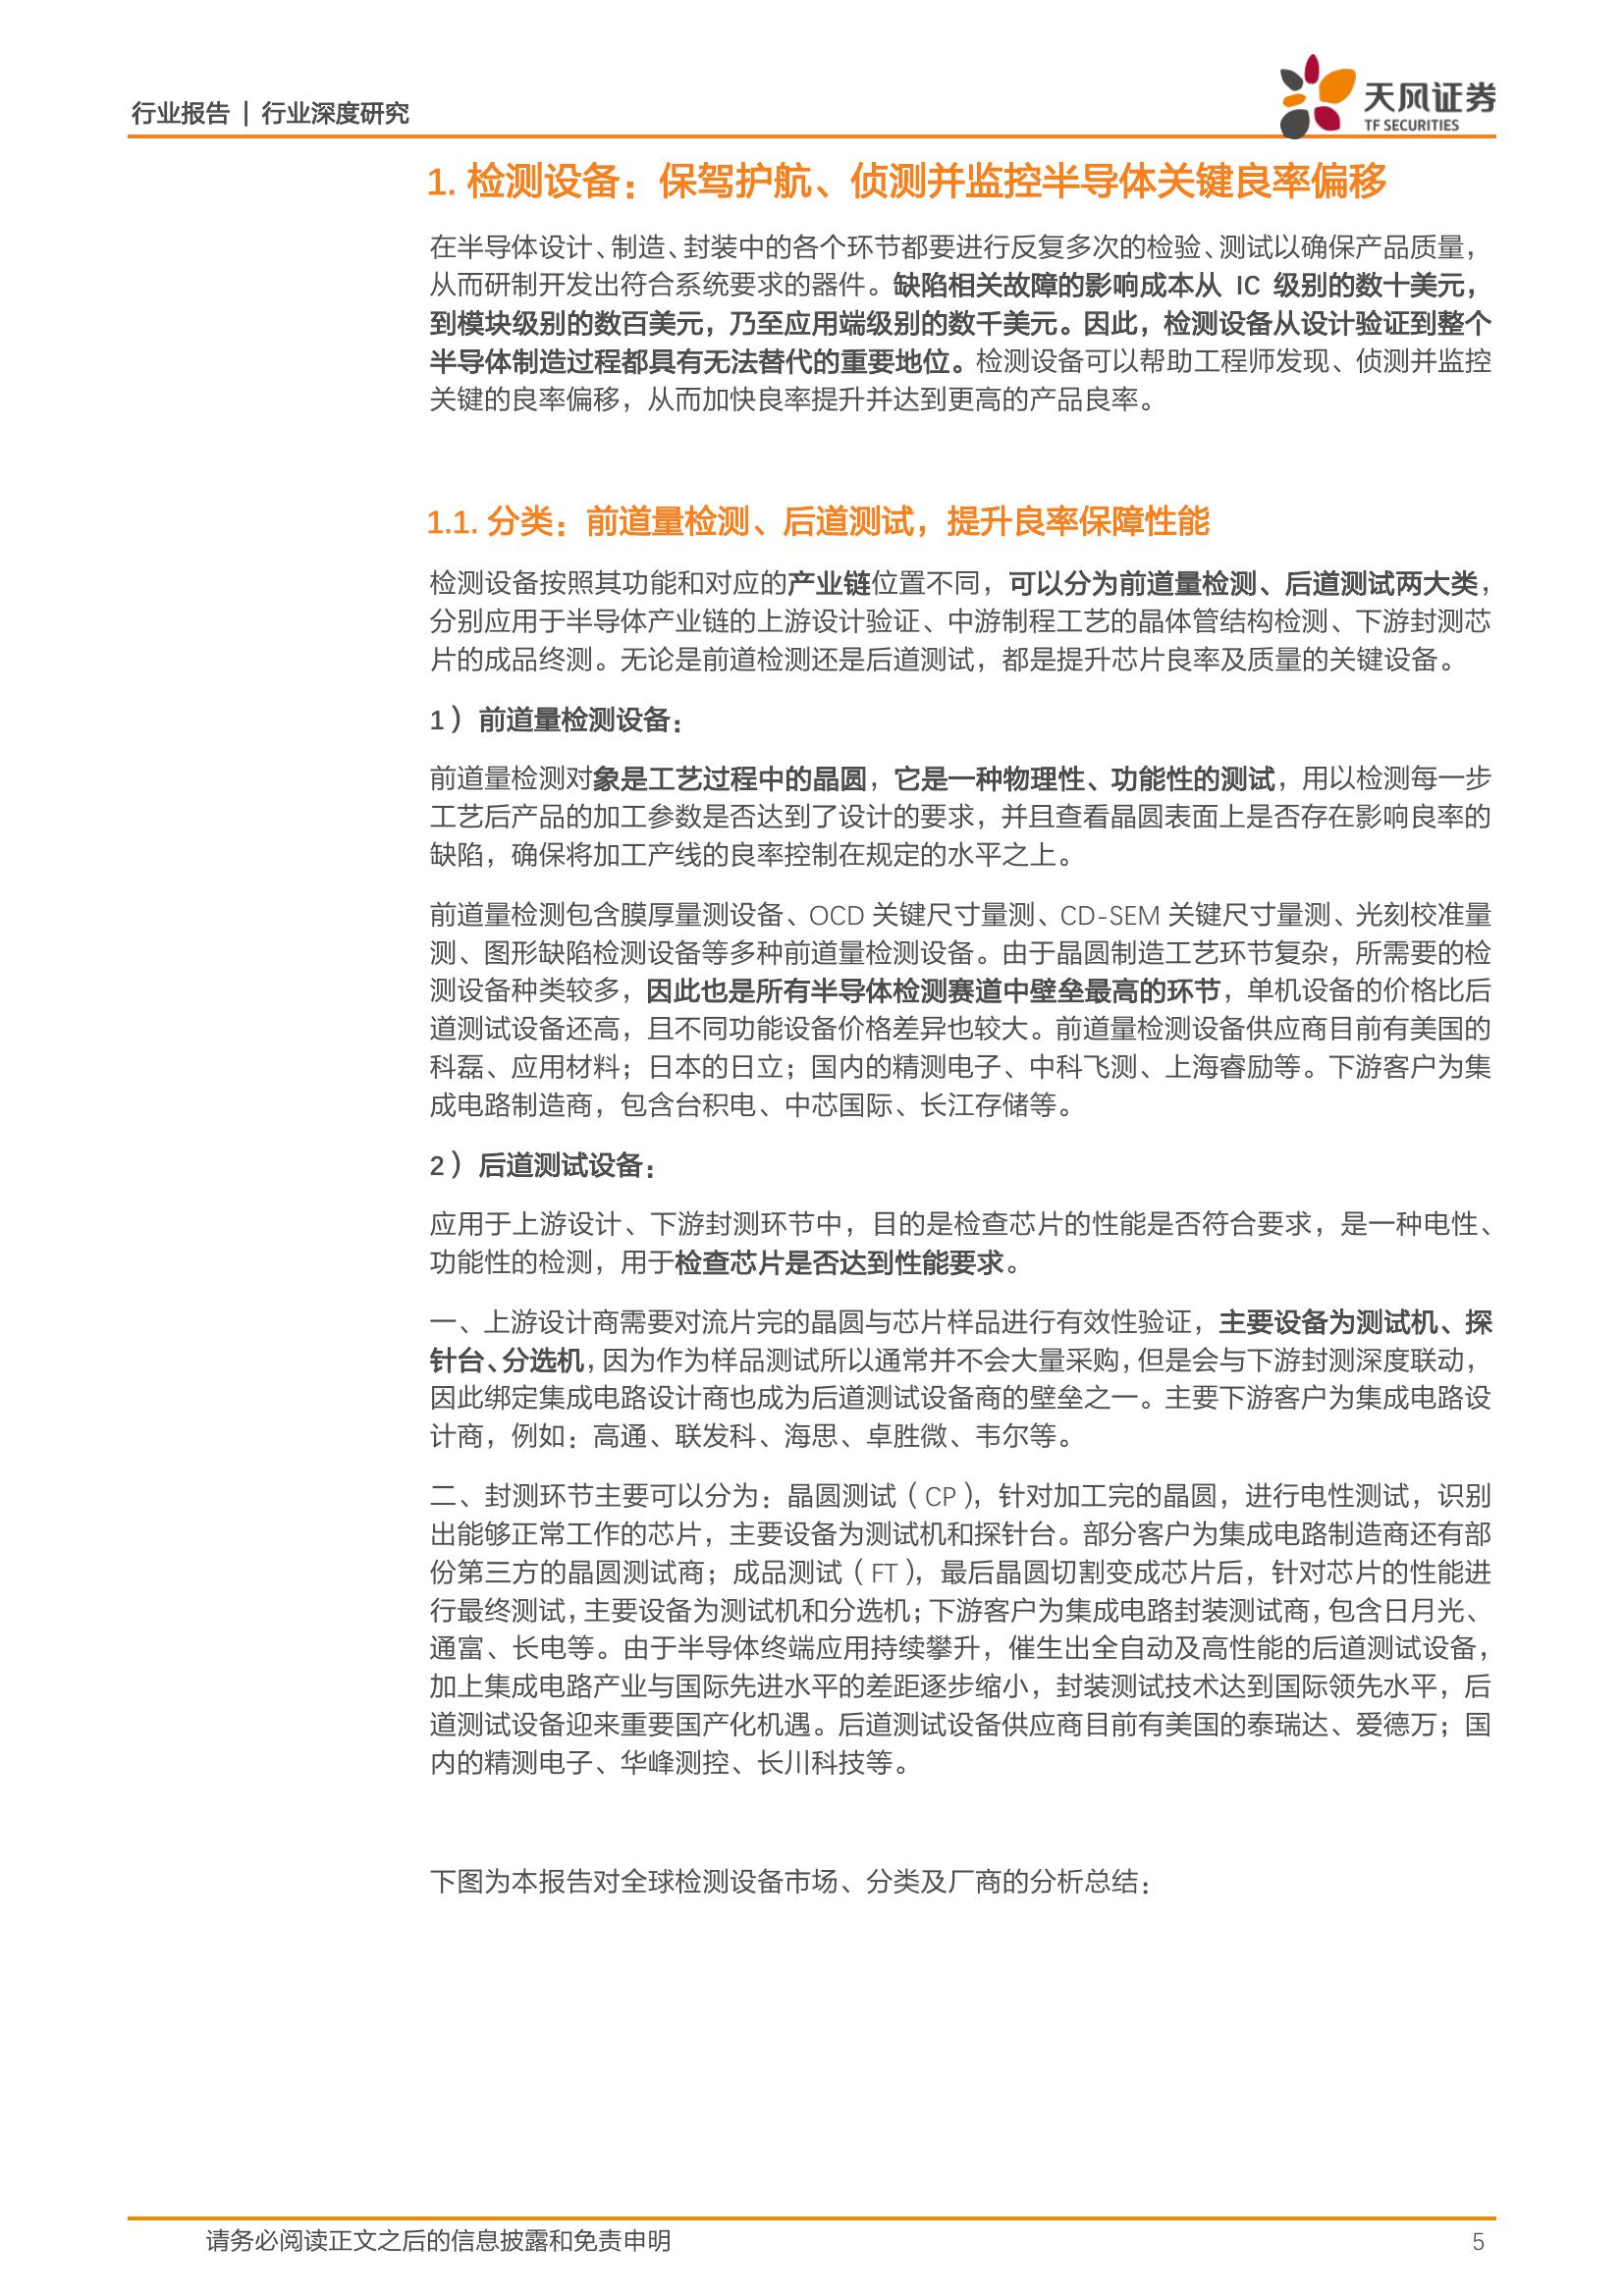 行业报告 | 行业深度研究
天风证券
TF SECURITIES
1. 检测设备：保驾护航、侦测并监控半导体关键良率偏移
在半导体设计、制造、封装中的各个环节都要进行反复多次的检验、测试以确保产品质量，
从而研制开发出符合系统要求的器件。缺陷相关故障的影响成本从 IC 级别的数十美元，
到模块级别的数百美元，乃至应用端级别的数千美元。因此，检测设备从设计验证到整个
半导体制造过程都具有无法替代的重要地位。检测设备可以帮助工程师发现、侦测并监控
关键的良率偏移，从而加快良率提升并达到更高的产品良率。
1.1. 分类：前道量检测、后道测试，提升良率保障性能
检测设备按照其功能和对应的产业链位置不同，可以分为前道量检测、后道测试两大类，
分别应用于半导体产业链的上游设计验证、中游制程工艺的晶体管结构检测、下游封测芯
片的成品终测。无论是前道检测还是后道测试，都是提升芯片良率及质量的关键设备。
1）前道量检测设备：
前道量检测对象是工艺过程中的晶圆，它是一种物理性、功能性的测试，用以检测每一步
工艺后产品的加工参数是否达到了设计的要求，并且查看晶圆表面上是否存在影响良率的
缺陷，确保将加工产线的良率控制在规定的水平之上。
前道量检测包含膜厚量测设备、OCD 关键尺寸量测、CD-SEM 关键尺寸量测、光刻校准量
测、图形缺陷检测设备等多种前道量检测设备。由于晶圆制造工艺环节复杂，所需要的检
测设备种类较多，因此也是所有半导体检测赛道中壁垒最高的环节，单机设备的价格比后
道测试设备还高，且不同功能设备价格差异也较大。前道量检测设备供应商目前有美国的
科磊、应用材料；日本的日立；国内的精测电子、中科飞测、上海睿励等。下游客户为集
成电路制造商，包含台积电、中芯国际、长江存储等。
2）后道测试设备：
应用于上游设计、下游封测环节中，目的是检查芯片的性能是否符合要求，是一种电性、
功能性的检测，用于检查芯片是否达到性能要求。
一、上游设计商需要对流片完的晶圆与芯片样品进行有效性验证，主要设备为测试机、探
针台、分选机，因为作为样品测试所以通常并不会大量采购，但是会与下游封测深度联动，
因此绑定集成电路设计商也成为后道测试设备商的壁垒之一。主要下游客户为集成电路设
计商，例如：高通、联发科、海思、卓胜微、韦尔等。
二、封测环节主要可以分为：晶圆测试（CP），针对加工完的晶圆，进行电性测试，识别
出能够正常工作的芯片，主要设备为测试机和探针台。部分客户为集成电路制造商还有部
份第三方的晶圆测试商；成品测试（FT），最后晶圆切割变成芯片后，针对芯片的性能进
行最终测试，主要设备为测试机和分选机；下游客户为集成电路封装测试商，包含日月光、
通富、长电等。由于半导体终端应用持续攀升，催生出全自动及高性能的后道测试设备，
加上集成电路产业与国际先进水平的差距逐步缩小，封装测试技术达到国际领先水平，后
道测试设备迎来重要国产化机遇。后道测试设备供应商目前有美国的泰瑞达、爱德万；国
内的精测电子、华峰测控、长川科技等。
下图为本报告对全球检测设备市场、分类及厂商的分析总结：
请务必阅读正文之后的信息披露和免责申明
5